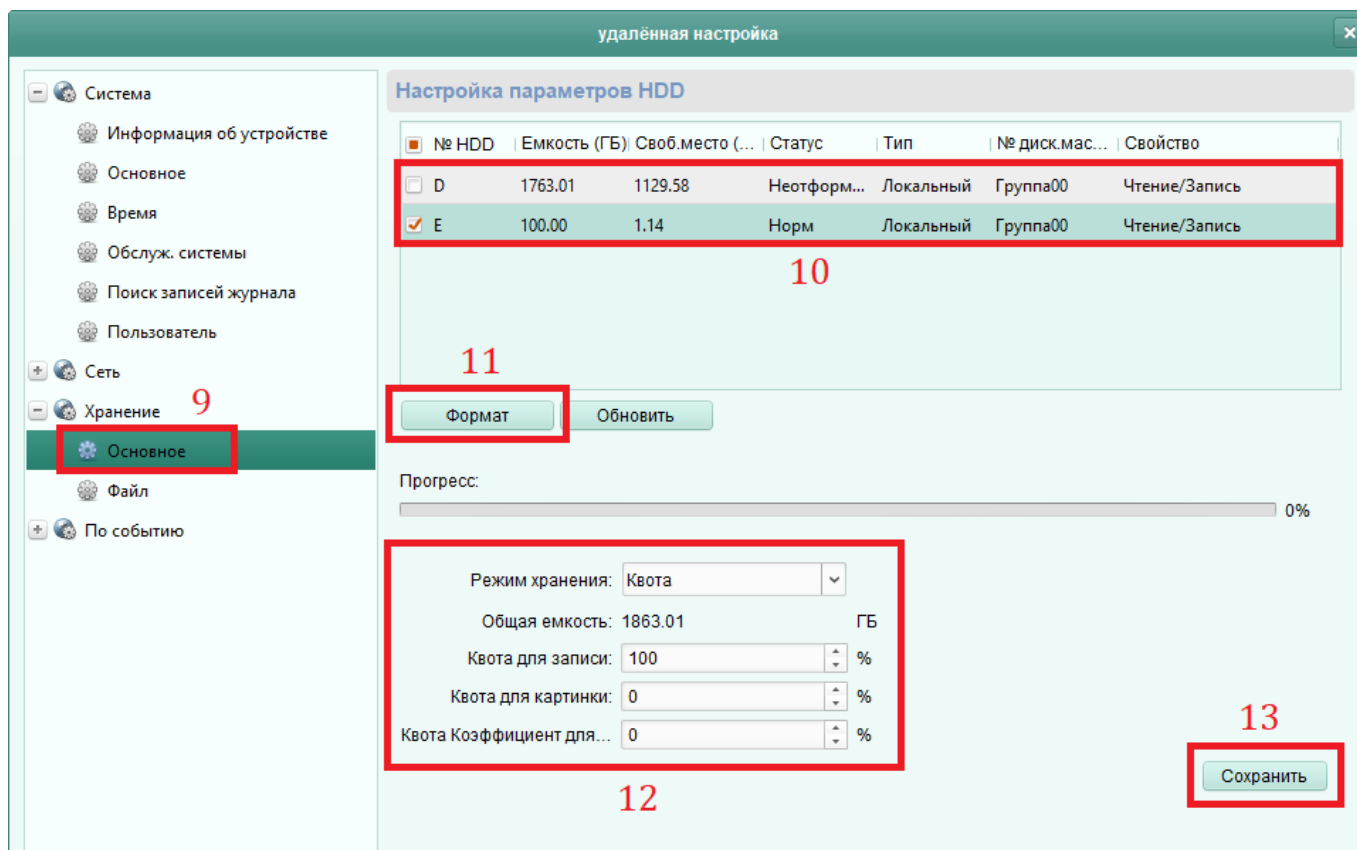 удалённая настройка
Система
Информация об устройстве
Основное
Время
Обслуж. системы
Поиск записей журнала
Пользователь
Сеть
9
Хранение
Основное
Файл
По событию
Настройка параметров HDD
№ HDD Емкость (ГБ) Своб.место (... Статус Тип № диск.мас... Свойство
D 1763.01 1129.58 Неотформ... Локальный Группа00 Чтение/Запись
E 100.00 1.14 Норм Локальный Группа00 Чтение/Запись
10
11
Формат Обновить
Прогресс:
0%
Режим хранения: Квота
Общая емкость: 1863.01 ГБ
Квота для записи: 100 %
Квота для картинки: 0 %
Квота Коэффициент для... 0 %
12
13
Сохранить